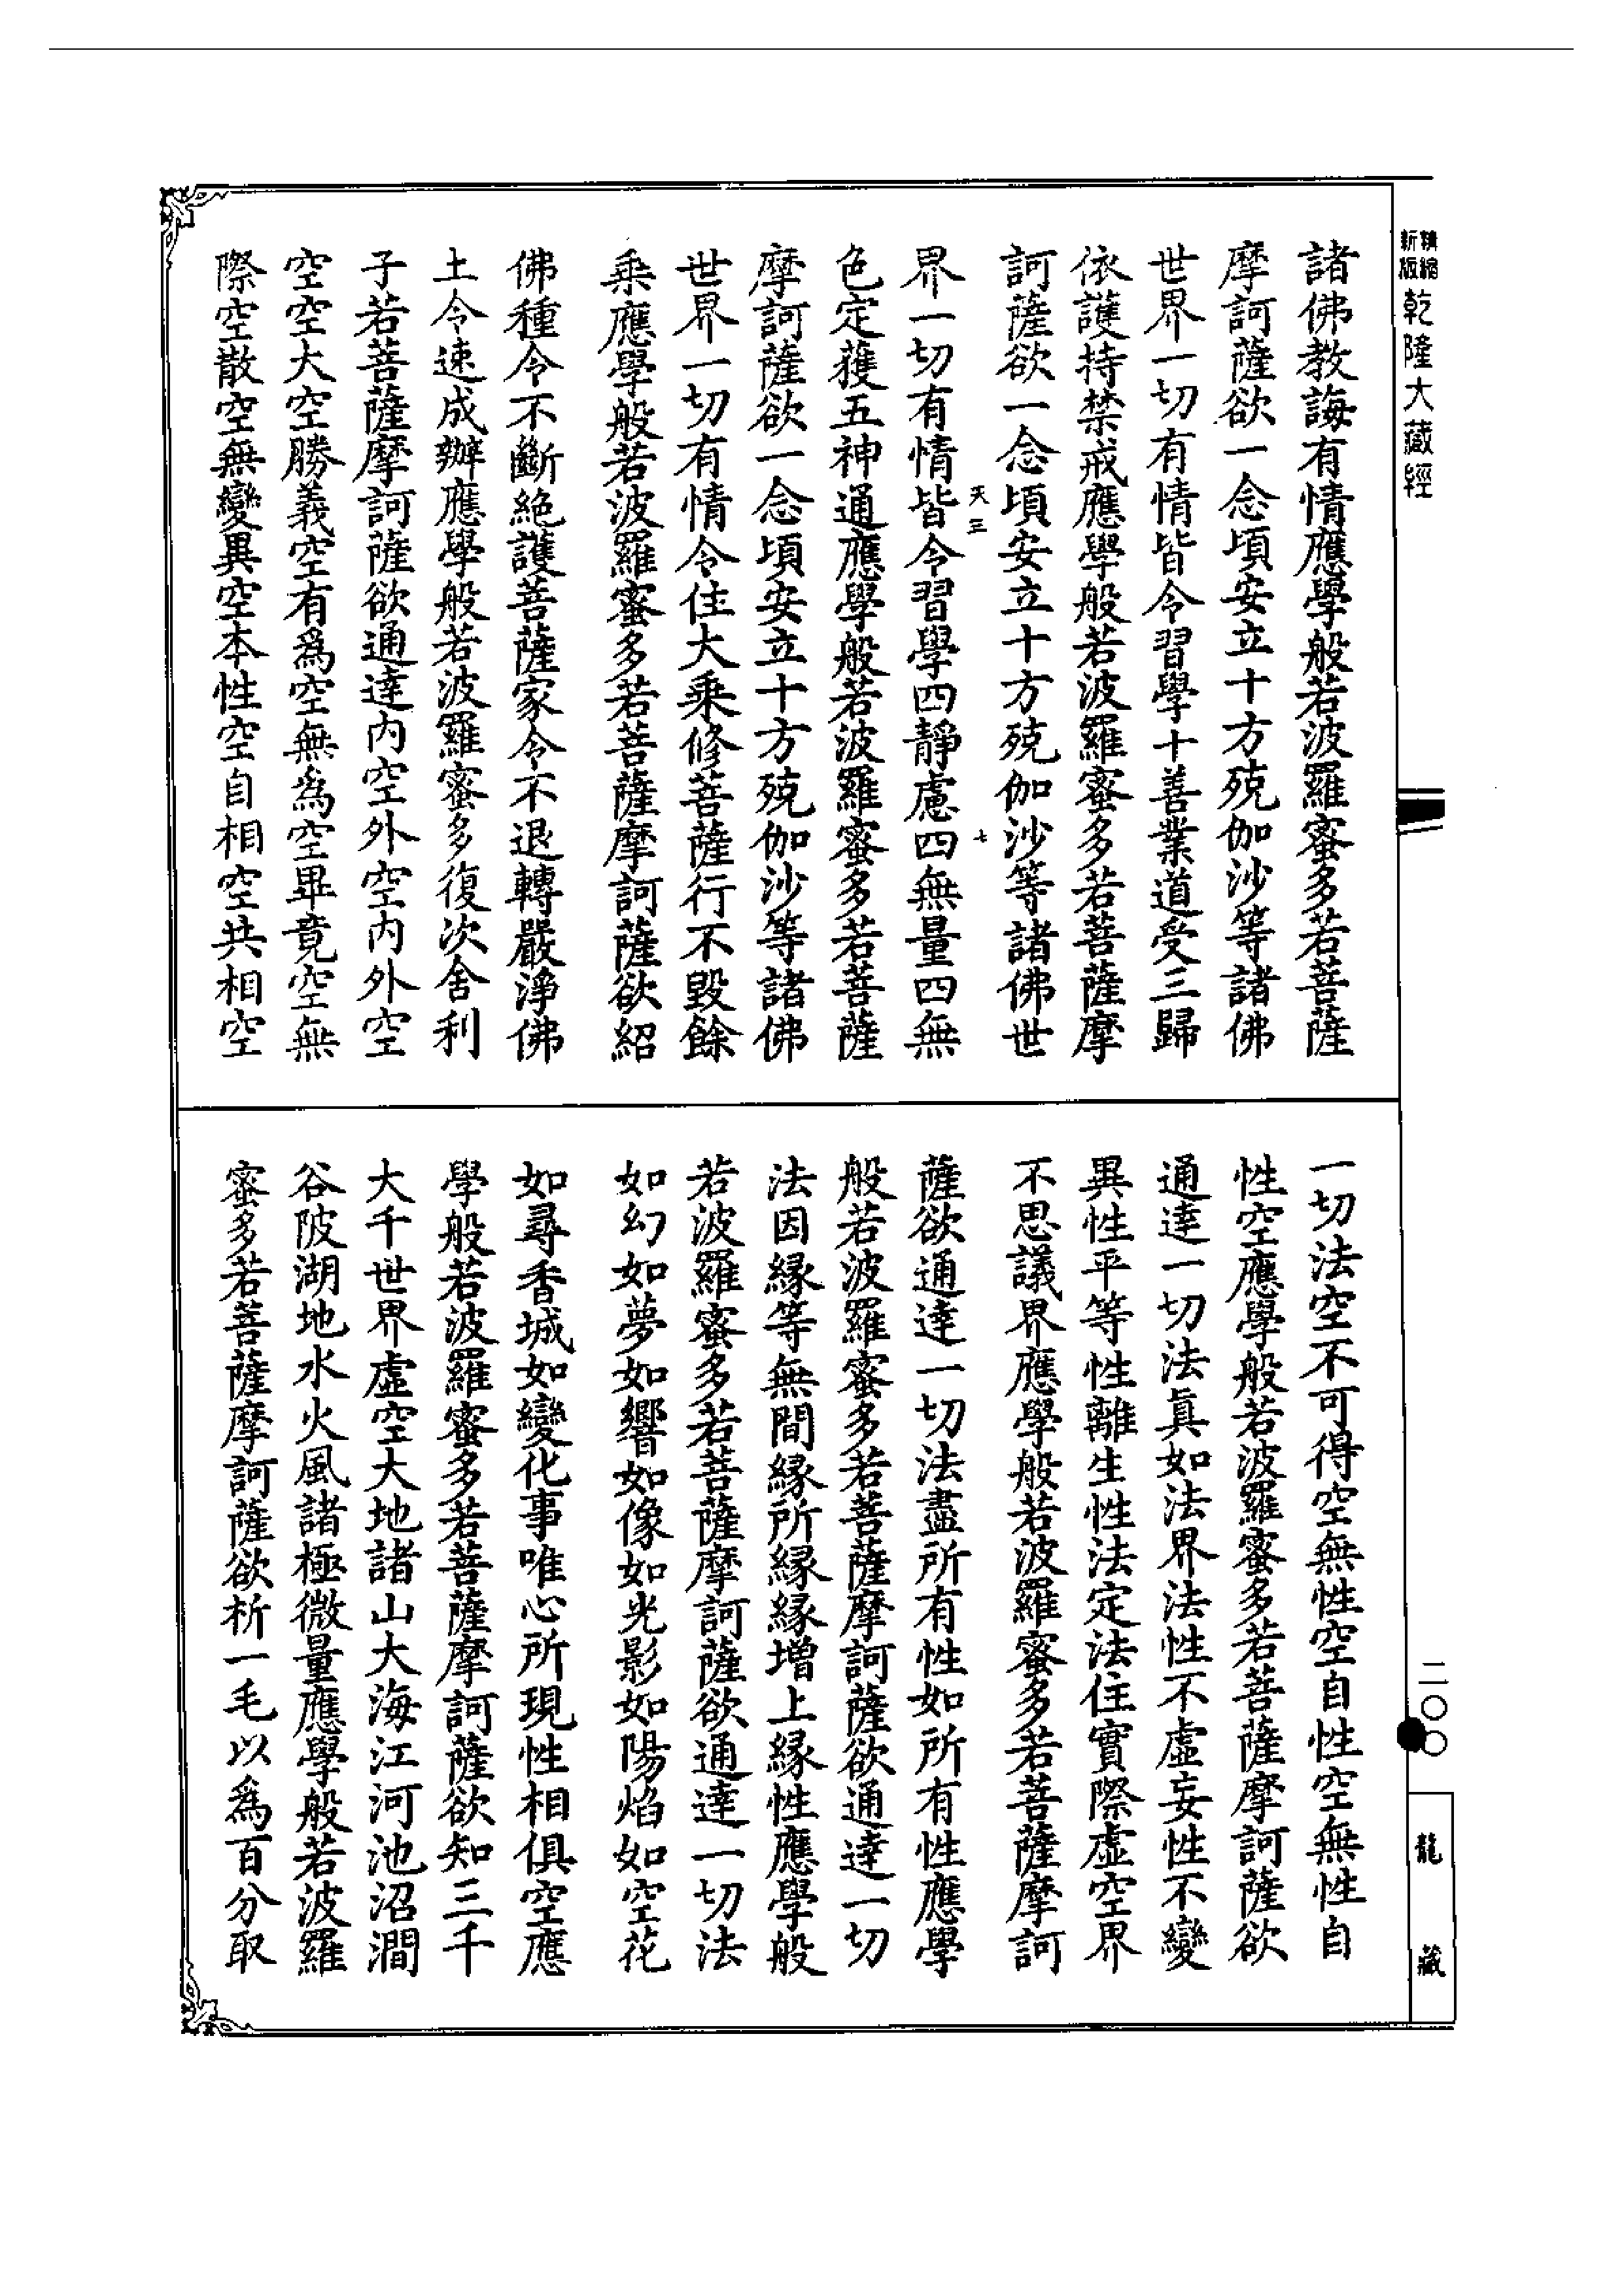 精縮新版乾隆大藏經
諸佛教誨有情應學般若波羅蜜多若菩薩
摩訶薩欲一念頃安立十方殑伽沙等諸佛
世界一切有情皆令習學十善業道受三歸
依護持禁戒應學般若波羅蜜多若菩薩摩
訶薩欲一念頃安立十方殑伽沙等諸佛世
天三 七
界一切有情皆令習學四靜慮四無量四無
色定獲五神通應學般若波羅蜜多若菩薩
摩訶薩欲一念頃安立十方殑伽沙等諸佛
世界一切有情令住大乘修菩薩行不毀餘
乘應學般若波羅蜜多若菩薩摩訶薩欲紹
佛種令不斷絕護菩薩家令不退轉嚴淨佛
土令速成辦應學般若波羅蜜多復次舍利
子若菩薩摩訶薩欲通達內空外空內外空
空空大空勝義空有為空無為空畢竟空無
際空散空無變異空本性空自相空共相空
一切法空不可得空無性空自性空無性自
性空應學般若波羅蜜多若菩薩摩訶薩欲
通達一切法真如法界法性不虛妄性不變
異性平等性離生性法定法住實際虛空界
不思議界應學般若波羅蜜多若菩薩摩訶
薩欲通達一切法盡所有性如所有性應學
般若波羅蜜多若菩薩摩訶薩欲通達一切
法因緣等無間緣所緣緣增上緣性應學般
若波羅蜜多若菩薩摩訶薩欲通達一切法
如幻如夢如響如像如光影如陽焰如空花
如尋香城如變化事唯心所現性相俱空應
學般若波羅蜜多若菩薩摩訶薩欲知三千
大千世界虛空大地諸山大海江河池沼澗
谷陂湖地水火風諸極微量應學般若波羅
蜜多若菩薩摩訶薩欲析一毛以為百分取
二〇〇
龍藏